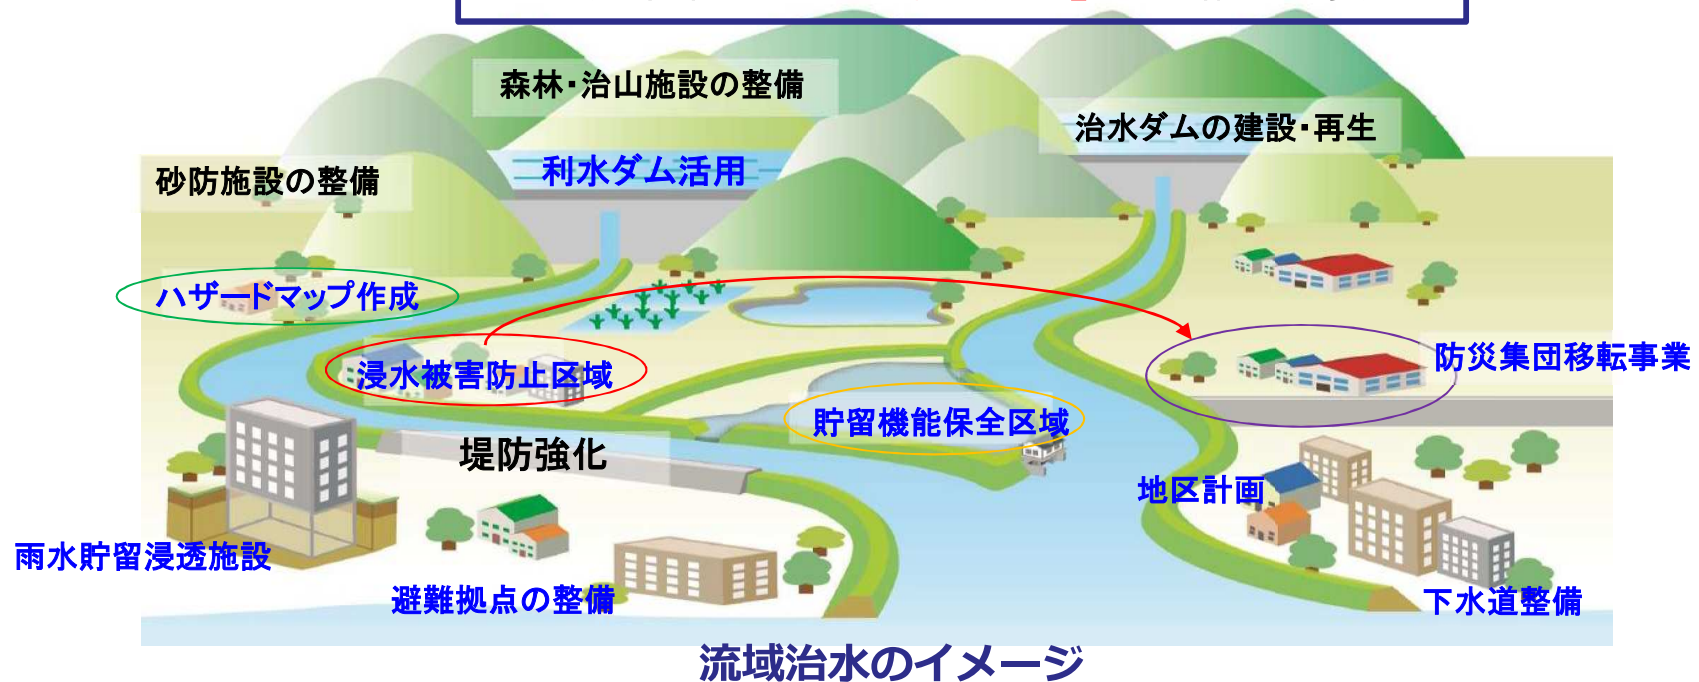 森林・治山施設の整備
治水ダムの建設・再生
砂防施設の整備
利水ダム活用
ハザードマップ作成
浸水被害防止区域
防災集団移転事業
貯留機能保全区域
堤防強化
地区計画
雨水貯留浸透施設
避難拠点の整備
下水道整備
流域治水のイメージ